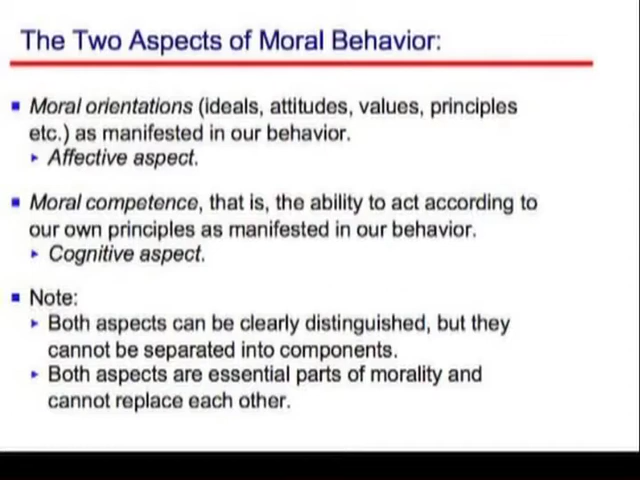 The Two Aspects of Moral Behavior:
Moral orientations (ideals, attitudes, values, principles
etc.) as manifested in our behavior.
Affective aspect.
Moral competence, that is, the ability to act according to
our own principles as manifested in our behavior.
Cognitive aspect.
Note:
Both aspects can be clearly distinguished, but they
cannot be separated into components.
Both aspects are essential parts of morality and
cannot replace each other.